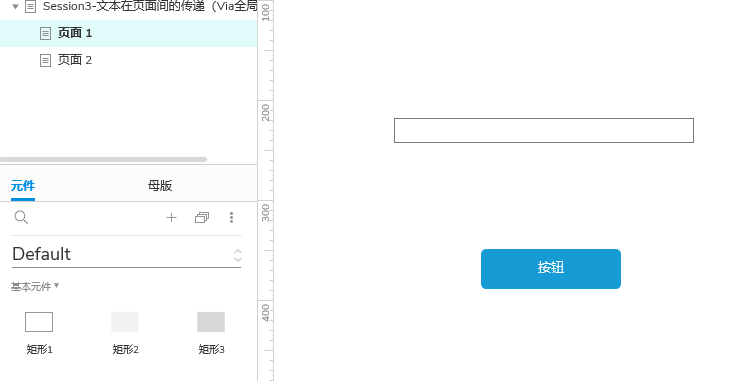 Session3-文本在页面间的传递（Via全局
页面 1
页面 2
元件
母版
Default
基本元件
矩形1
矩形2
矩形3
100
200
300
400
按钮